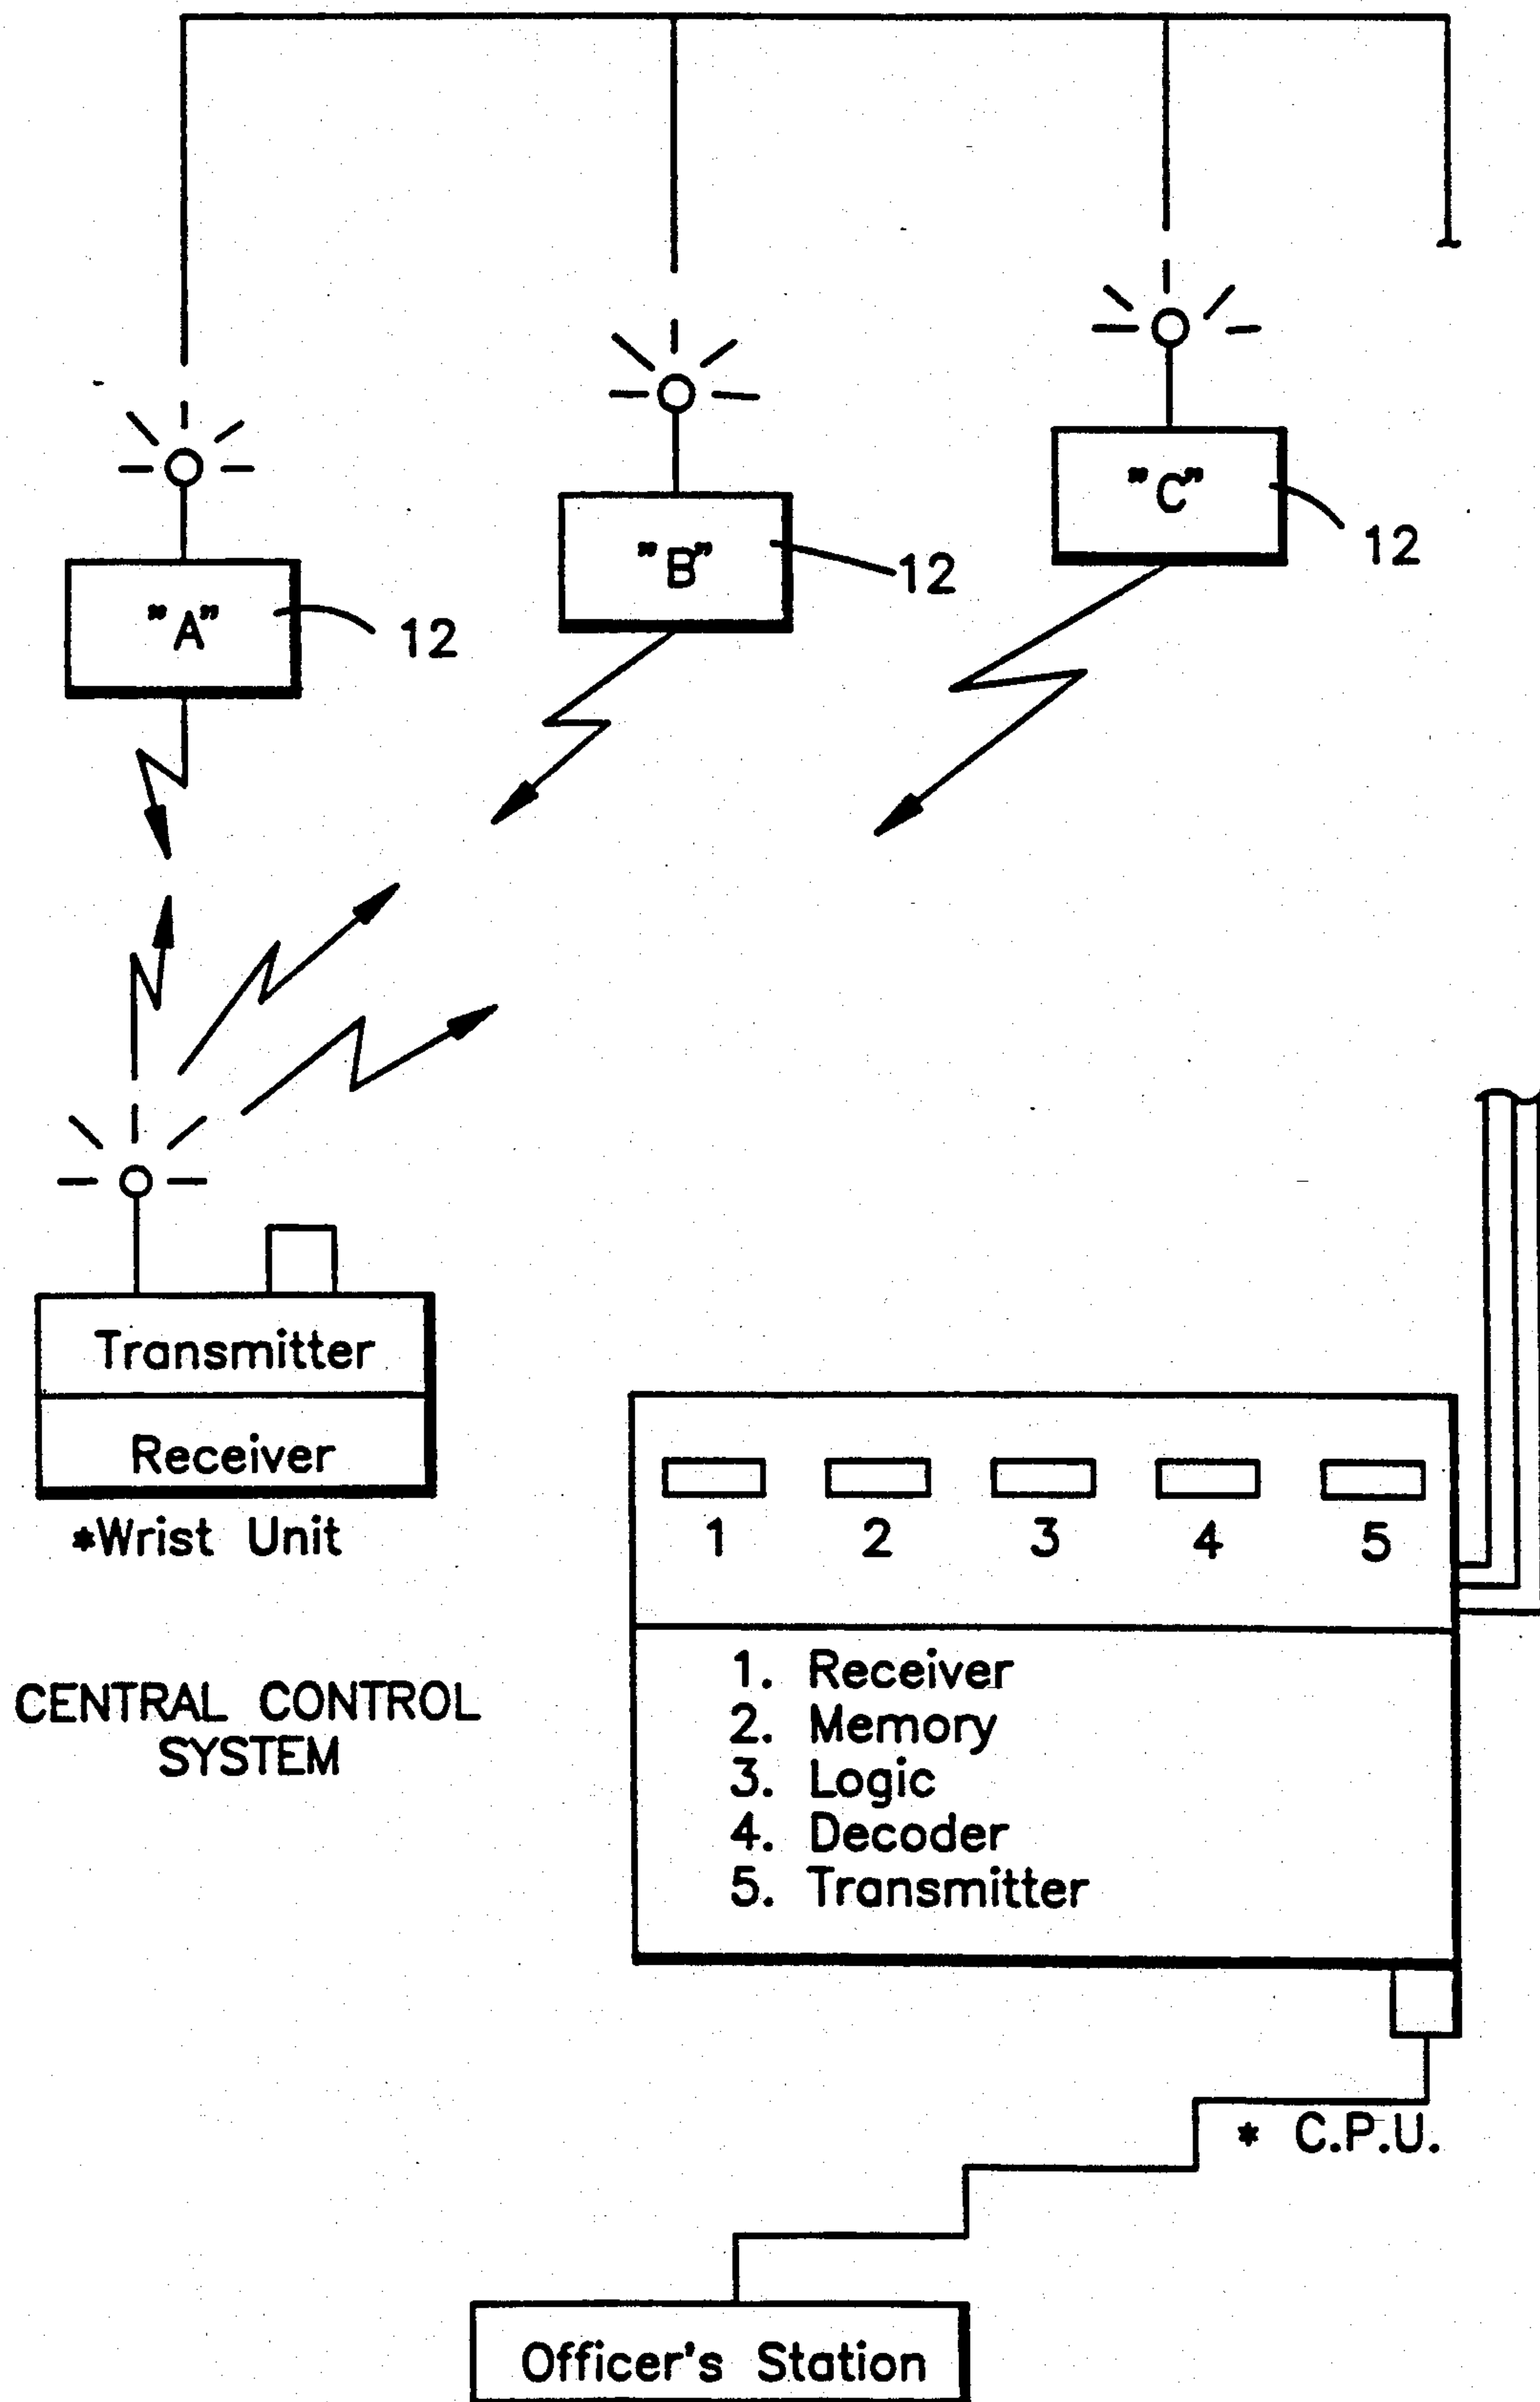 "C"
12
"B"
12
"A"
12
Transmitter
Receiver
*Wrist Unit
1 2 3 4 5
CENTRAL CONTROL
SYSTEM
1. Receiver
2. Memory
3. Logic
4. Decoder
5. Transmitter
* C.P.U.
Officer's Station